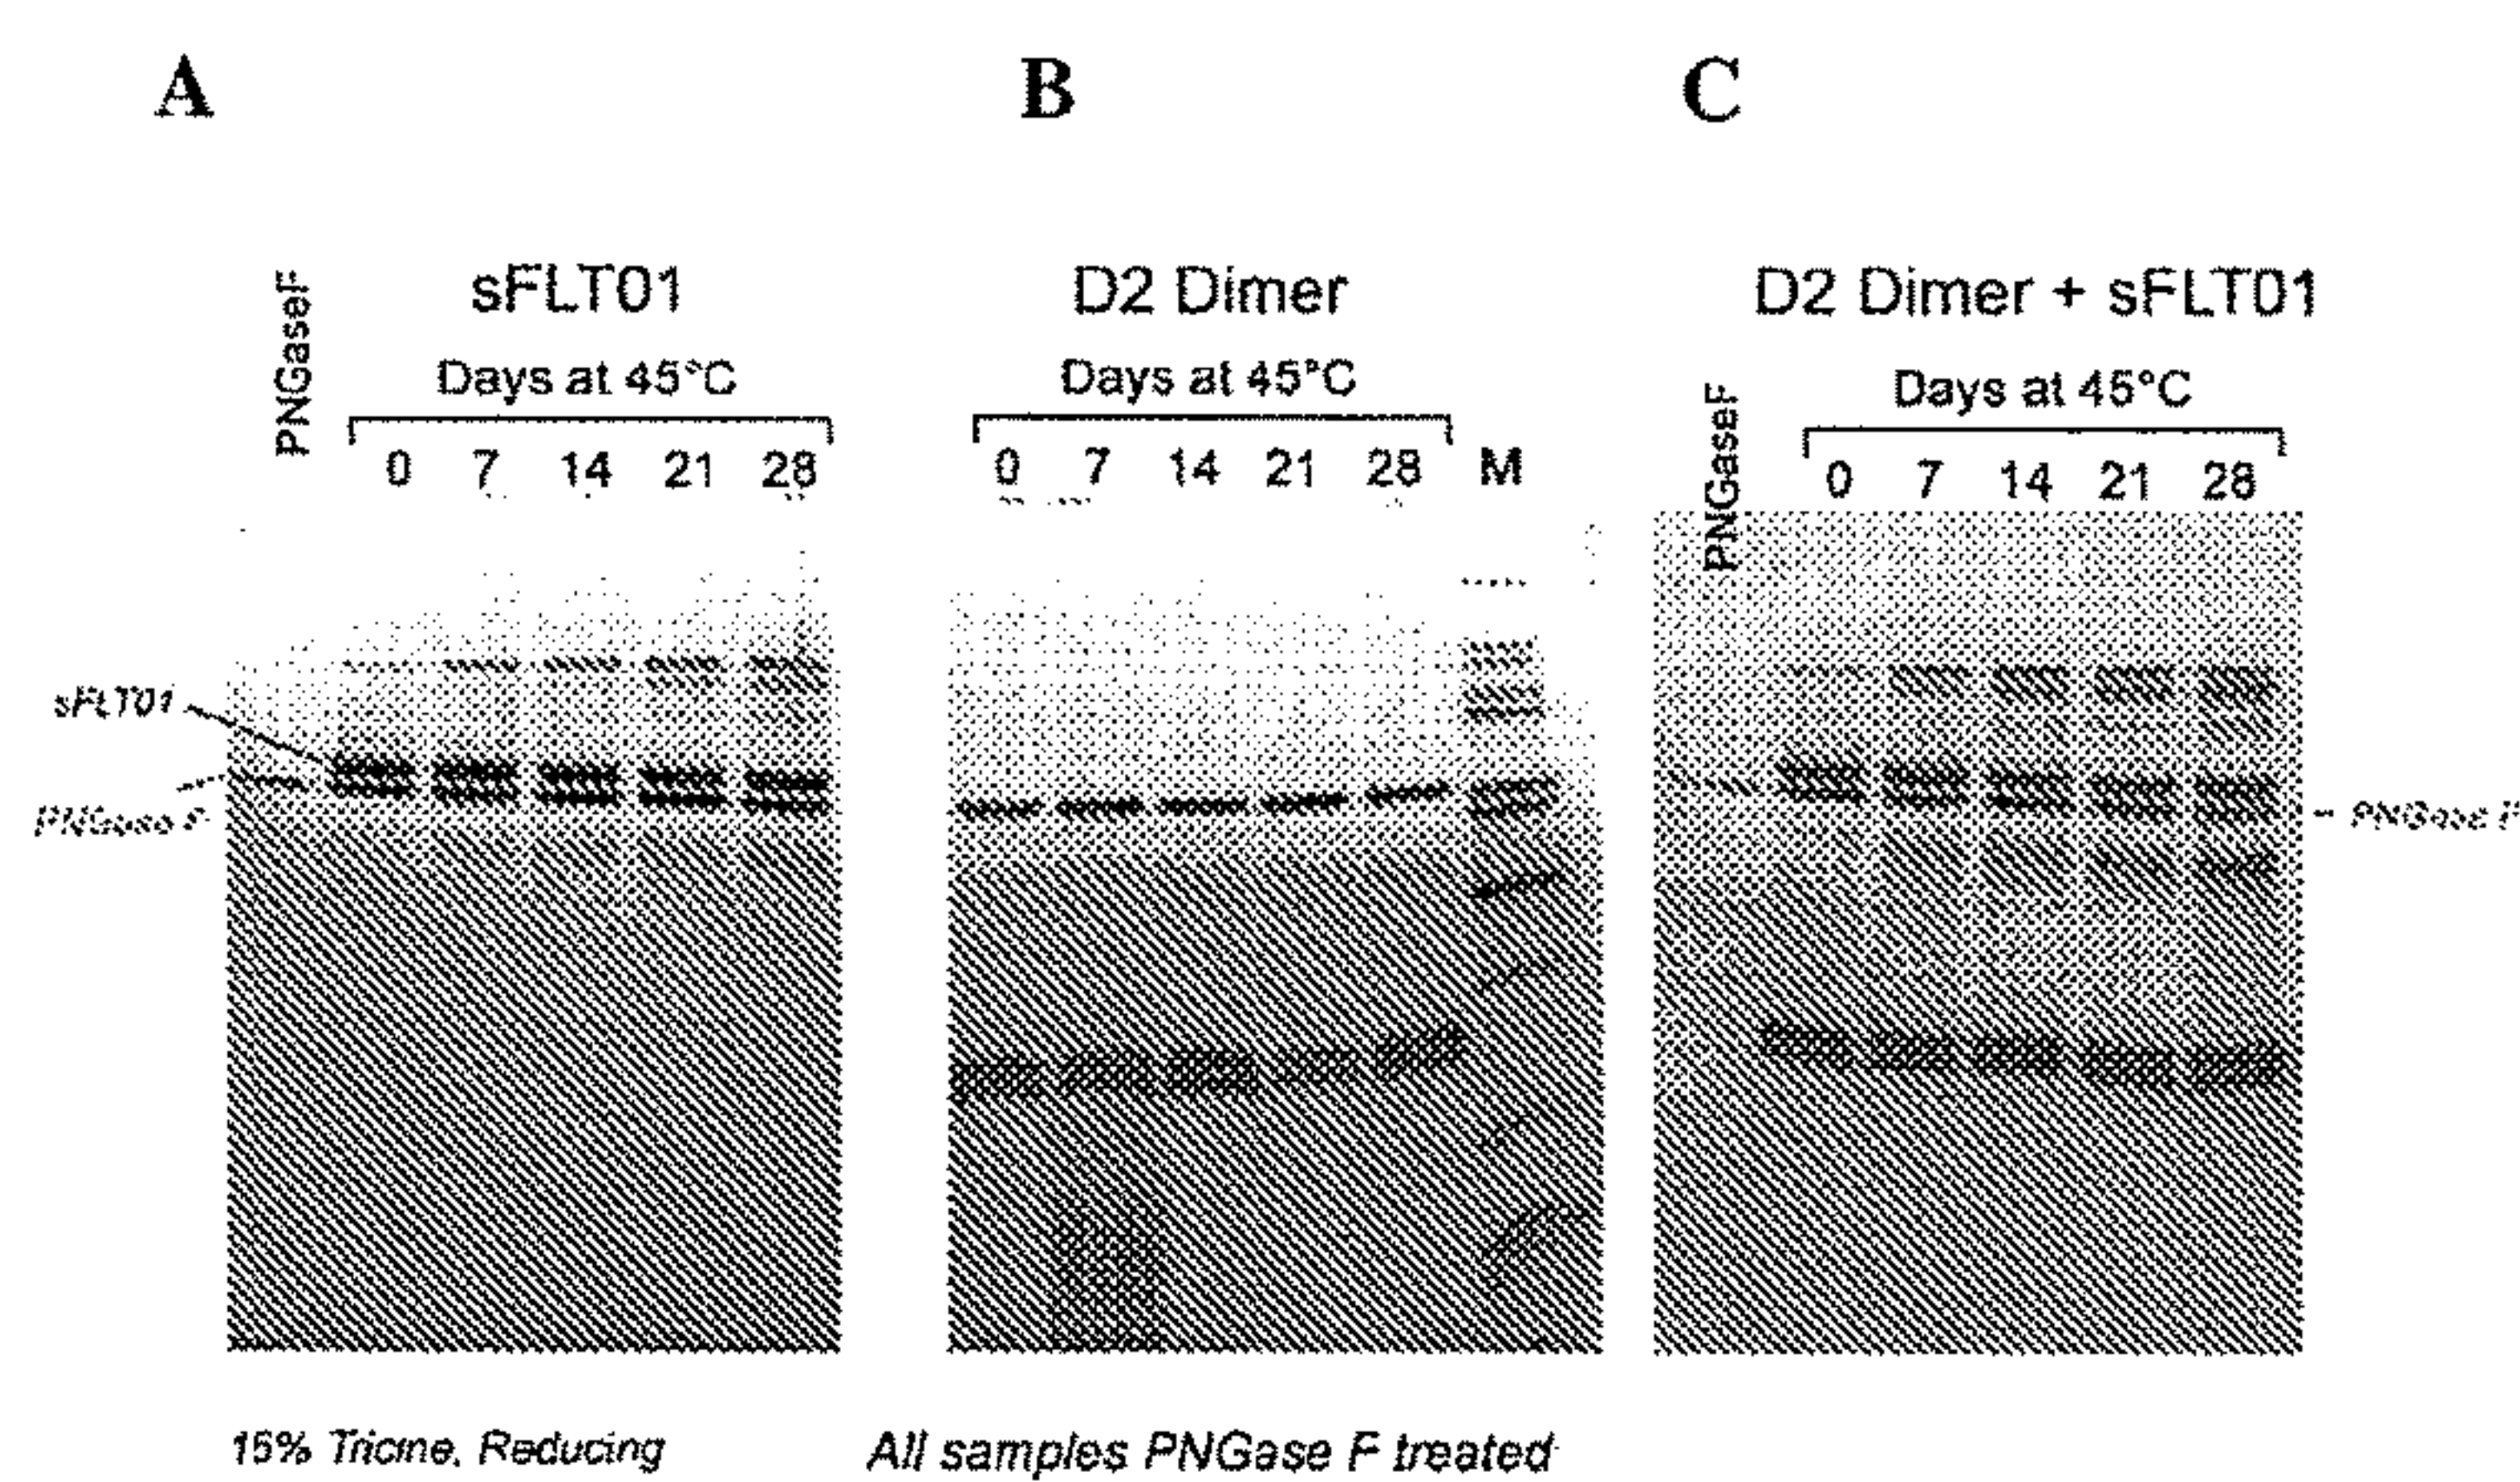 A
B
C
PNGaseF
sFLT01
Days at 45°C
0 7 14 21 28
D2 Dimer
Days at 45°C
0 7 14 21 28 M
PNGaseF
D2 Dimer + sFLT01
Days at 45°C
0 7 14 21 28
sFLT01
PNGase F
PNGase F
15% Tricine, Reducing
All samples PNGase F treated